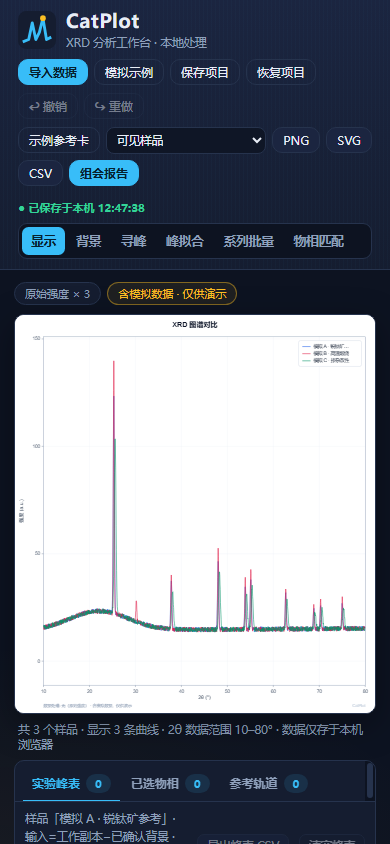 CatPlot
XRD 分析工作台 · 本地处理
导入数据 模拟示例 保存项目 恢复项目
↩ 撤销 ↪ 重做
示例参考卡 可见样品 PNG SVG
CSV 组会报告
● 已保存于本机 12:47:38
显示 背景 寻峰 峰拟合 系列批量 物相匹配
原始强度 × 3 含模拟数据 · 仅供演示
XRD 图谱对比
150
100
50
0
10 20 30 40 50 60 70 80
2θ (°)
CatPlot
共 3 个样品 · 显示 3 条曲线 · 2θ 数据范围 10–80° · 数据仅存于本机
浏览器
实验峰表 0 已选物相 0 参考轨道 0
样品「模拟 A · 锐钛矿参考」·
输入=工作副本−已确认背景 ·